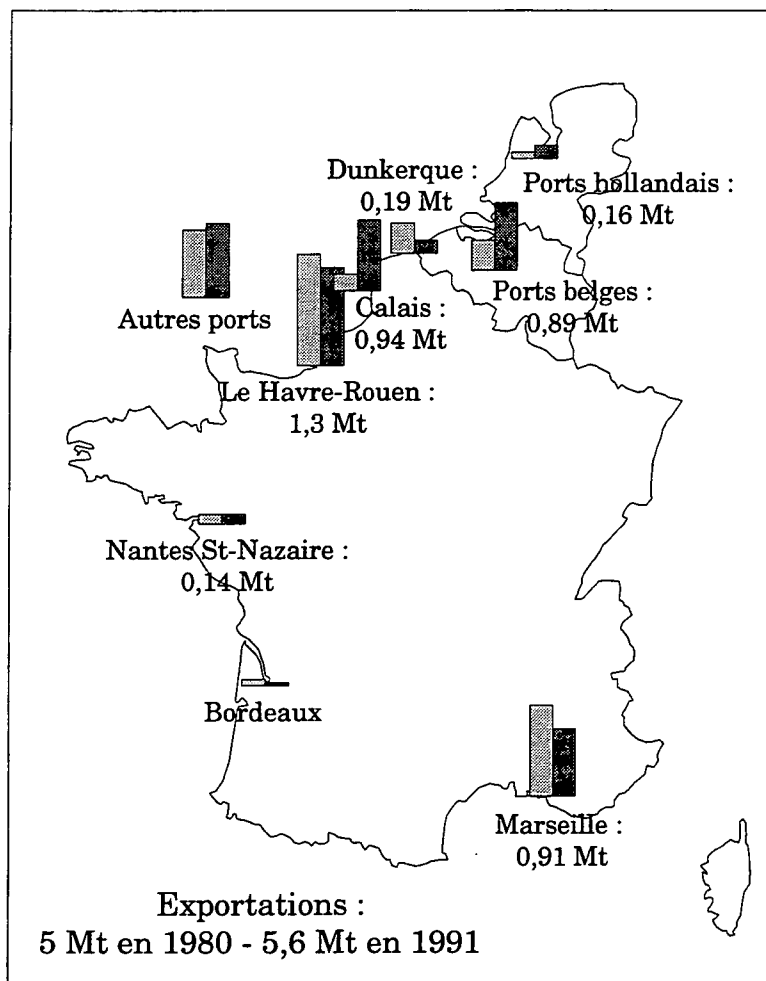 Dunkerque :
0,19 Mt
Ports hollandais :
0,16 Mt
Autres ports
Calais :
0,94 Mt
Ports belges :
0,89 Mt
Le Havre-Rouen :
1,3 Mt
Nantes St-Nazaire :
0,14 Mt
Bordeaux
Marseille :
0,91 Mt
Exportations :
5 Mt en 1980 - 5,6 Mt en 1991